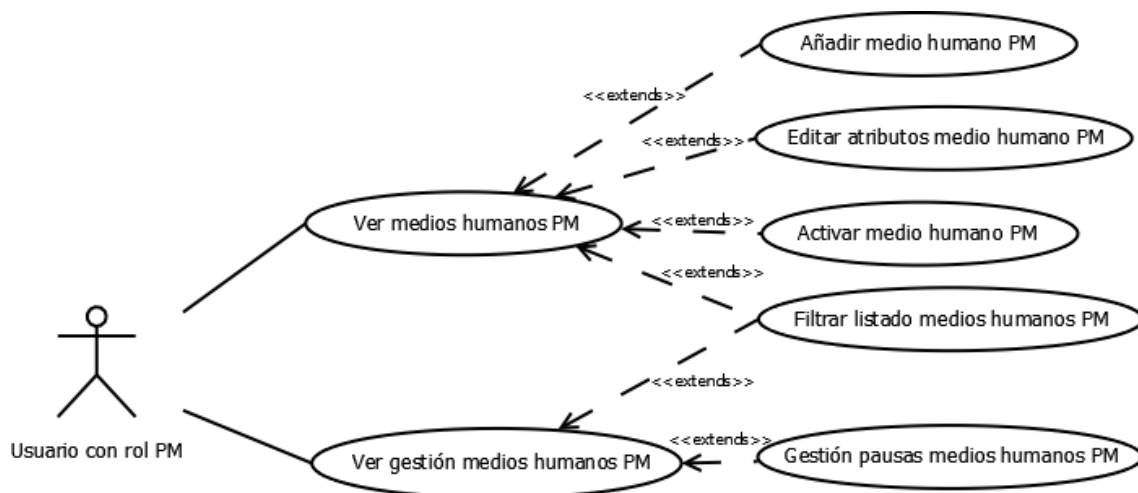 Añadir medio humano PM
<<extends>>
Editar atributos medio humano PM
<<extends>>
Ver medios humanos PM
<<extends>>
Activar medio humano PM
<<extends>>
Filtrar listado medios humanos PM
<<extends>>
Usuario con rol PM
Ver gestión medios humanos PM
<<extends>>
Gestión pausas medios humanos PM